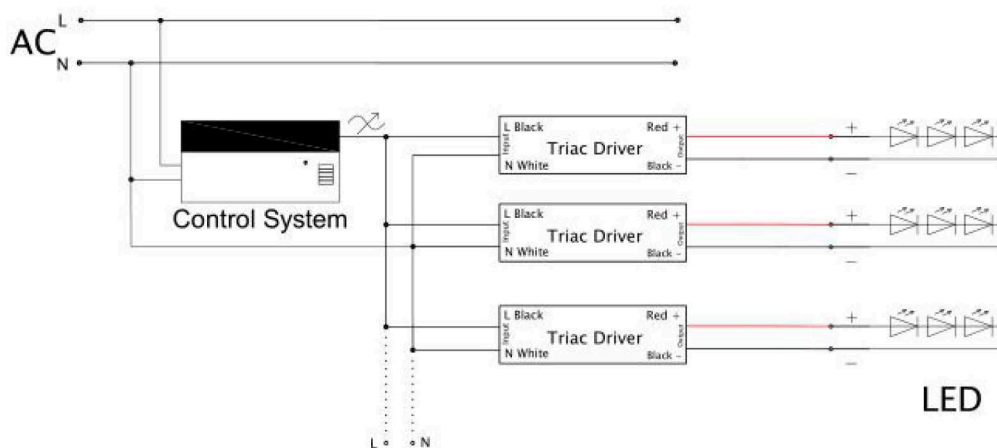 L
AC
N
L Black
Red +
Input
Triac Driver
Output
N White
Black -
+
−
Control System
L Black
Red +
Input
Triac Driver
Output
N White
Black -
+
−
L Black
Red +
Input
Triac Driver
Output
N White
Black -
+
−
LED
L
N